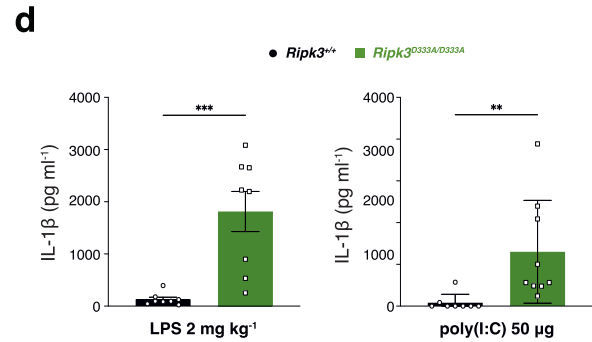 d
Ripk3+/+ Ripk3D333A/D333A
***
4000
3000
2000
1000
0
IL-1β (pg ml-1)
LPS 2 mg kg-1
**
4000
3000
2000
1000
0
IL-1β (pg ml-1)
poly(I:C) 50 µg